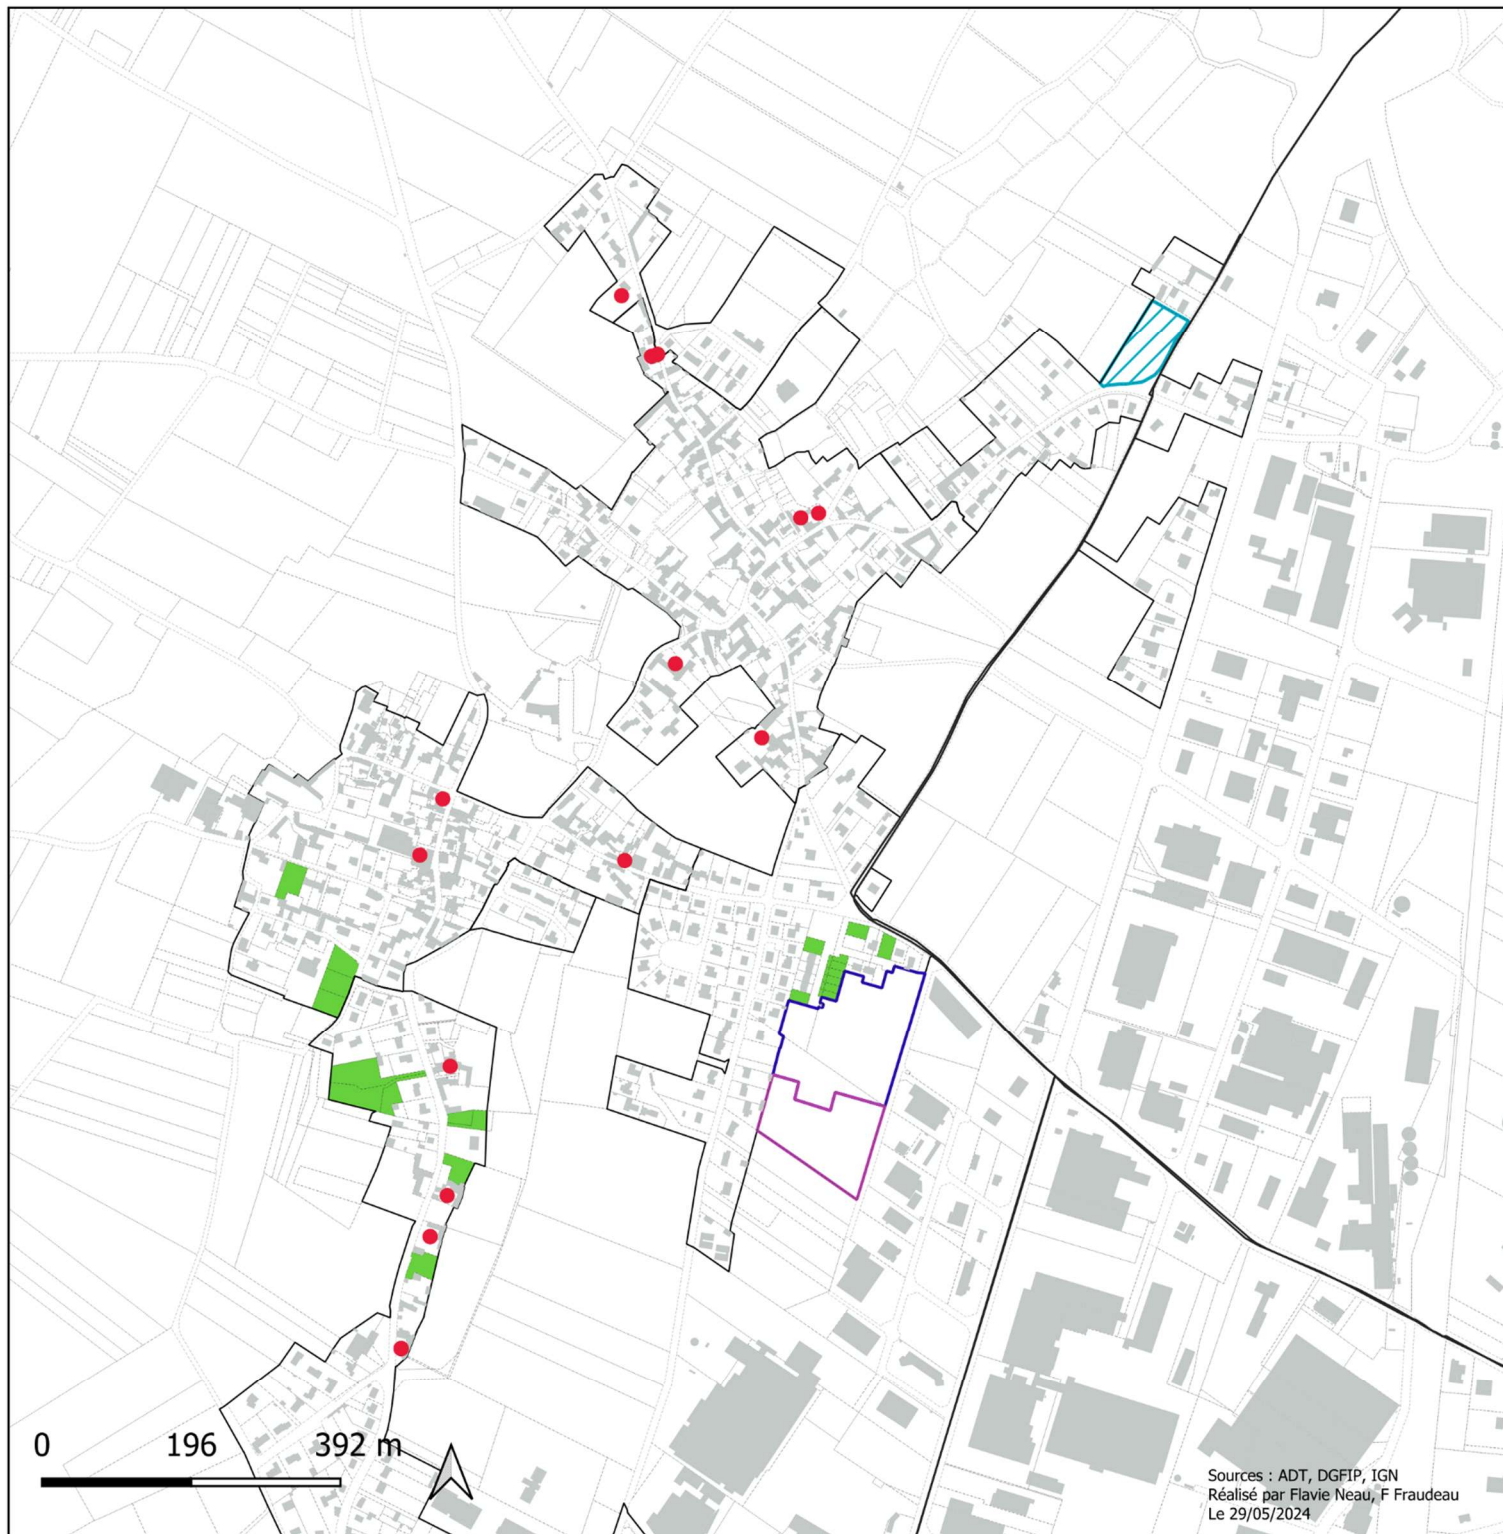 0 196 392 m
Sources : ADT, DGFIP, IGN
Réalisé par Flavie Neau, F Fraudeau
Le 29/05/2024